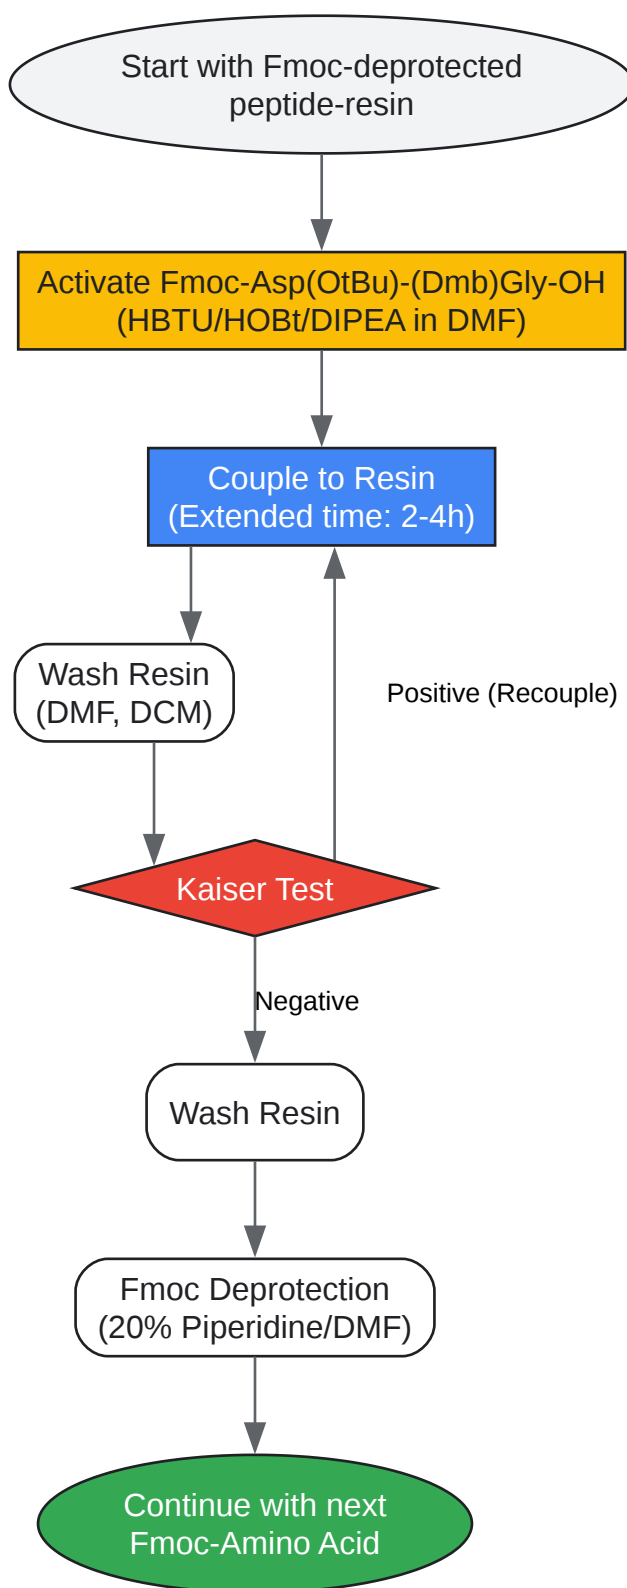 Start with Fmoc-deprotected
peptide-resin
Activate Fmoc-Asp(OtBu)-(Dmb)Gly-OH
(HBTU/HOBt/DIPEA in DMF)
Couple to Resin
(Extended time: 2-4h)
Wash Resin
(DMF, DCM)
Positive (Recouple)
Kaiser Test
Negative
Wash Resin
Fmoc Deprotection
(20% Piperidine/DMF)
Continue with next
Fmoc-Amino Acid